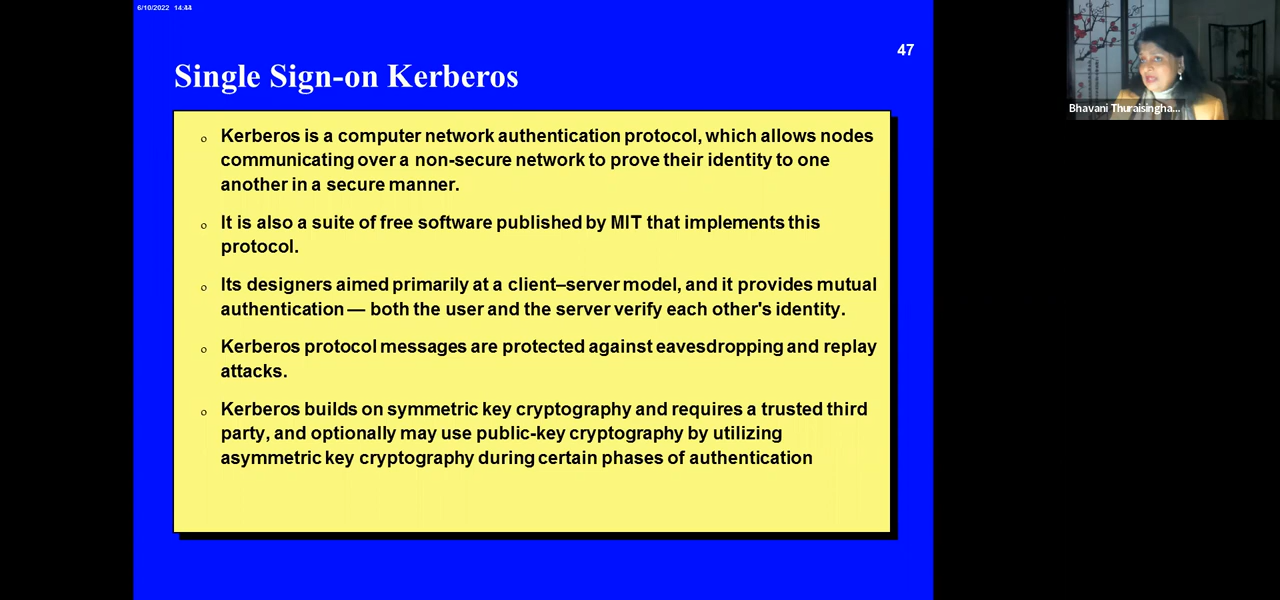 6/10/2022 14:44
47
Single Sign-on Kerberos
o Kerberos is a computer network authentication protocol, which allows nodes
communicating over a non-secure network to prove their identity to one
another in a secure manner.
o It is also a suite of free software published by MIT that implements this
protocol.
o Its designers aimed primarily at a client–server model, and it provides mutual
authentication — both the user and the server verify each other's identity.
o Kerberos protocol messages are protected against eavesdropping and replay
attacks.
o Kerberos builds on symmetric key cryptography and requires a trusted third
party, and optionally may use public-key cryptography by utilizing
asymmetric key cryptography during certain phases of authentication
Bhavani Thuraisingha...